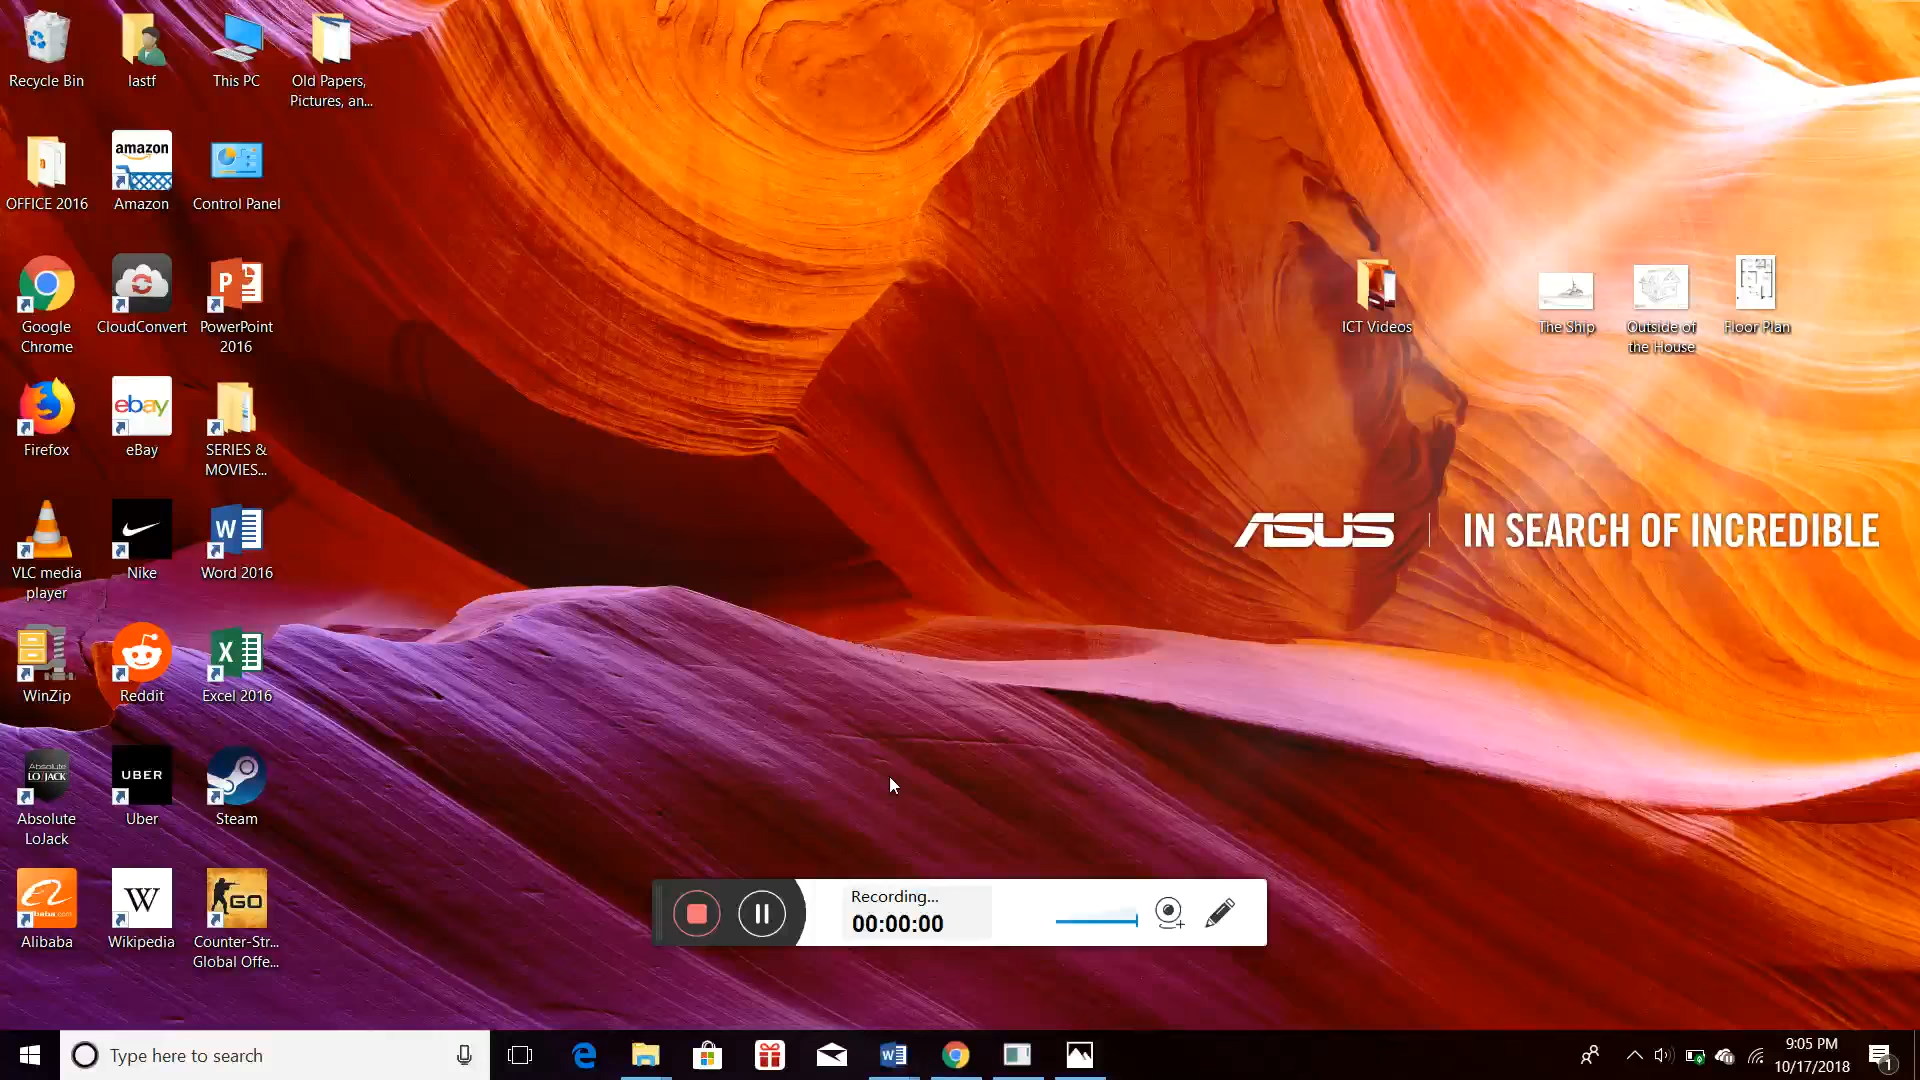 Recycle Bin
lastf
This PC
Old Papers,
Pictures, an...
OFFICE 2016
amazon
Amazon
Control Panel
Google
Chrome
CloudConvert
PowerPoint
2016
ICT Videos
The Ship
Outside of
the House
Floor Plan
Firefox
ebay
eBay
SERIES &
MOVIES...
ASUS
IN SEARCH OF INCREDIBLE
VLC media
player
Nike
Word 2016
WinZip
Reddit
Excel 2016
Absolute
LOJACK
Absolute
LoJack
UBER
Uber
Steam
Alibaba
W
Wikipedia
GO
Counter-Str...
Global Offe...
Recording...
00:00:00
Type here to search
9:05 PM
10/17/2018
1